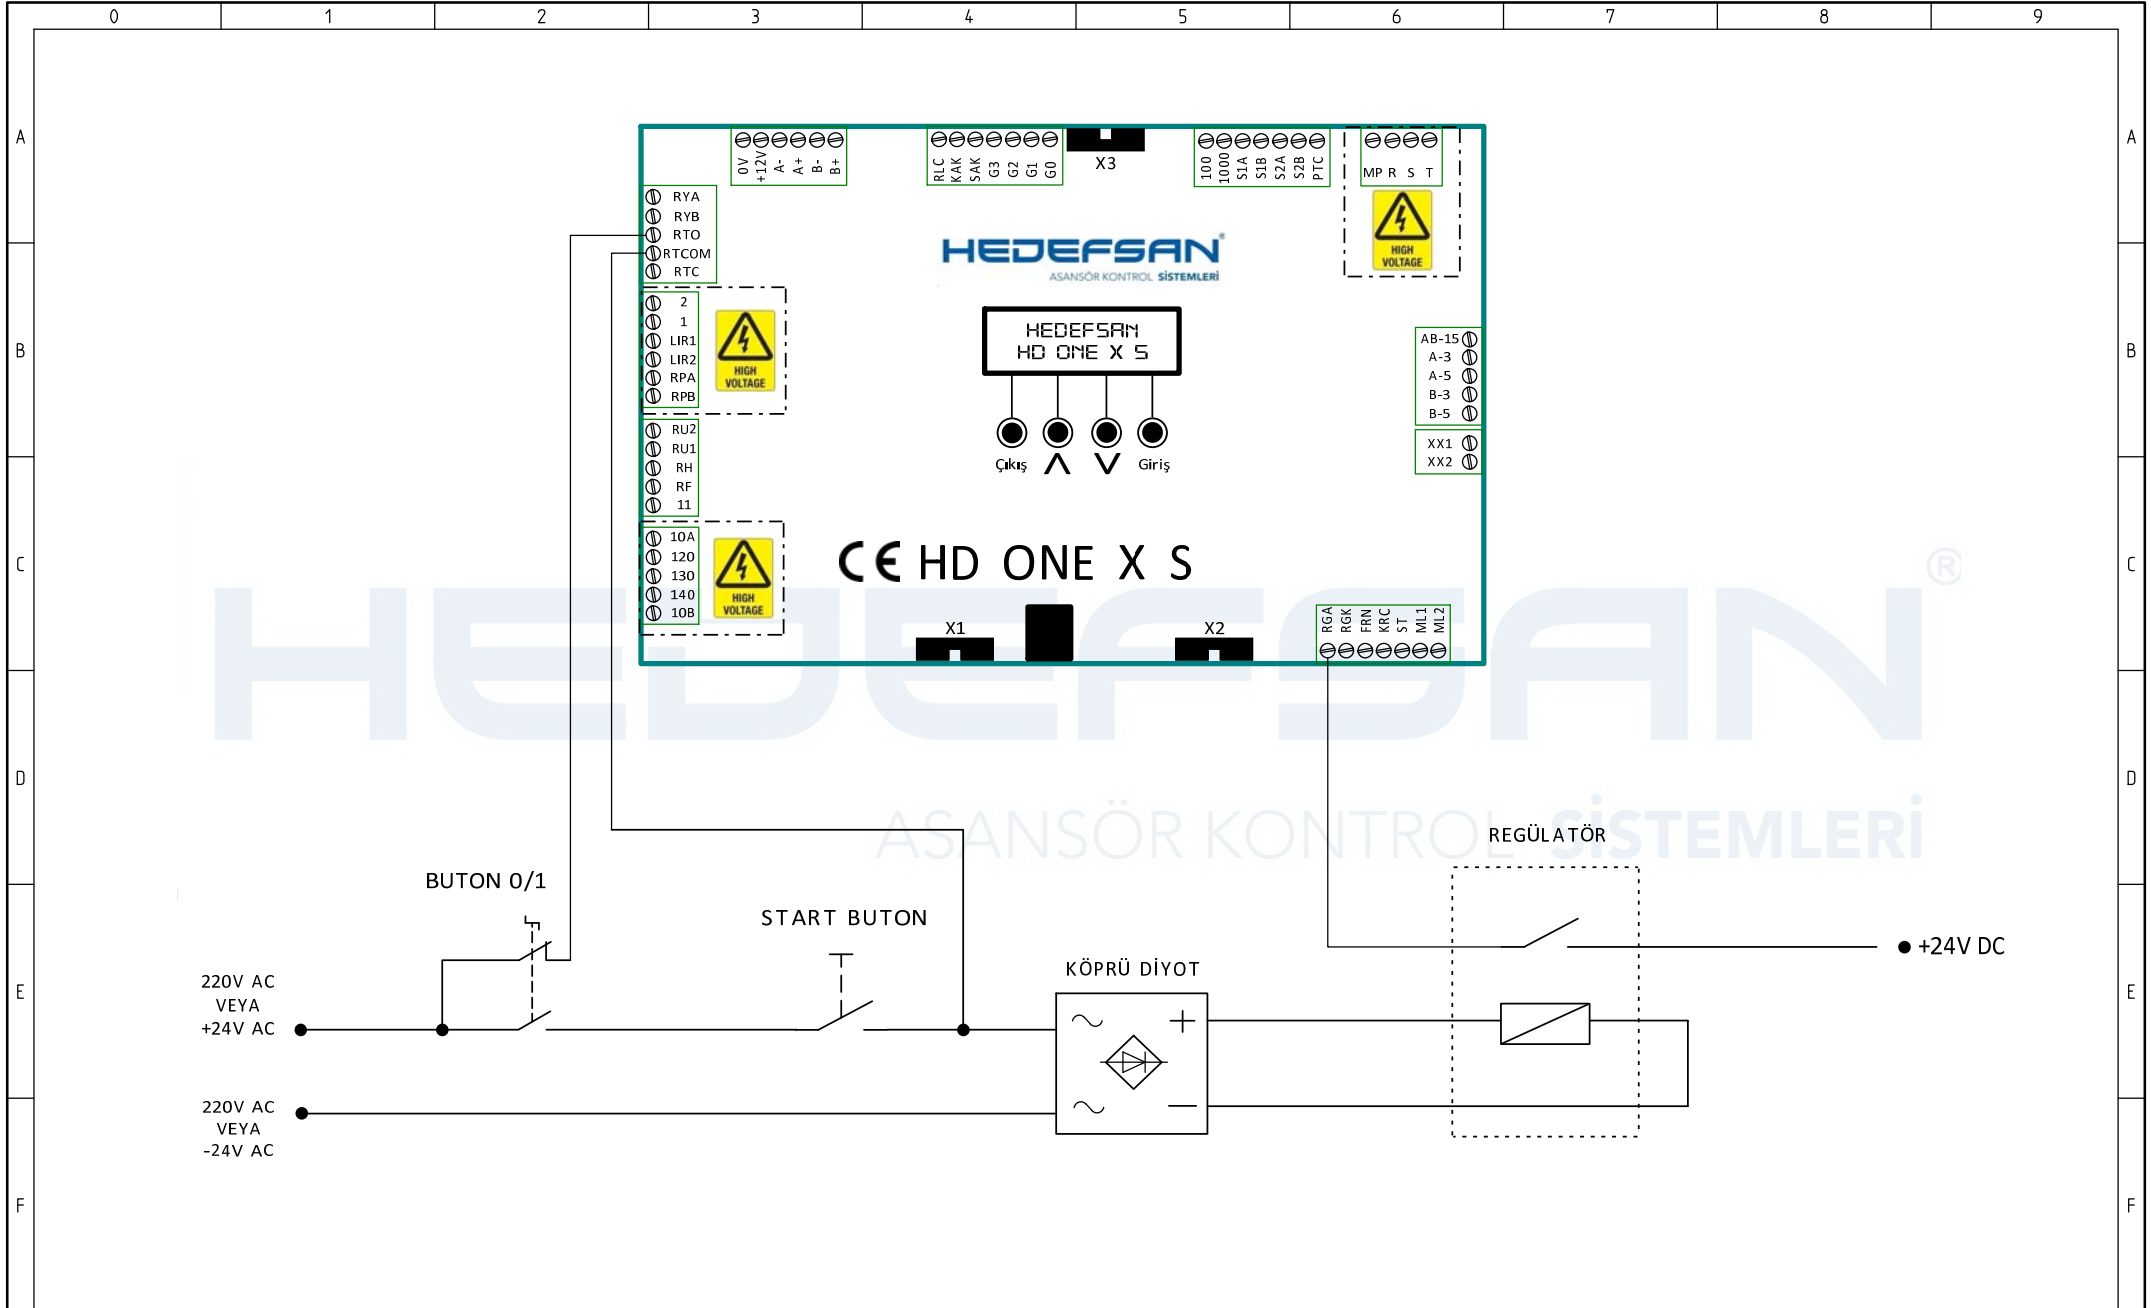 0 1 2 3 4 5 6 7 8 9
A A
B B
C C
D D
E E
F F
0V +12V A- A+ B- B+
RLC KAK SAK G3 G2 G1 G0
X3
100 1000 S1A S1B S2A S2B PTC
MP R S T
HIGH
VOLTAGE
RYA
RYB
RTO
RTCOM
RTC
2
1
LIR1
LIR2
RPA
RPB
HIGH
VOLTAGE
RU2
RU1
RH
RF
11
10A
120
130
140
10B
HIGH
VOLTAGE
HEDEFSAN®
ASANSÖR KONTROL SİSTEMLERİ
HEDEFSAN
HD ONE X S
Çıkış Giriş
AB-15
A-3
A-5
B-3
B-5
XX1
XX2
CE HD ONE X S
X1 X2
RGA RGK FRN KRC ST ML1 ML2
HEDEFSAN®
ASANSÖR KONTROL SİSTEMLERİ
REGÜLATÖR
BUTON 0/1
START BUTON
+24V DC
KÖPRÜ DİYOT
220V AC
VEYA
+24V AC
220V AC
VEYA
-24V AC